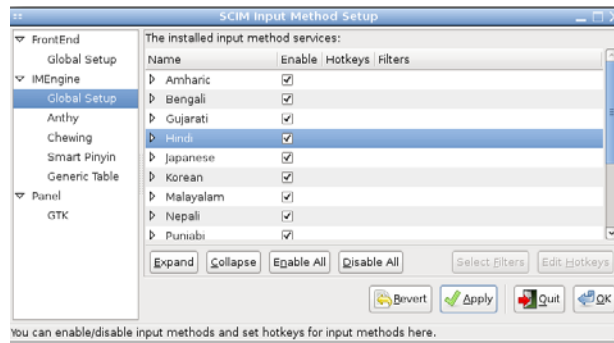 SCIM Input Method Setup
FrontEnd
Global Setup
IMEngine
Global Setup
Anthy
Chewing
Smart Pinyin
Generic Table
Panel
GTK
The installed input method services:
Name Enable Hotkeys Filters
Amharic
Bengali
Gujarati
Hindi
Japanese
Korean
Malayalam
Nepali
Punjabi
Expand Collapse Enable All Disable All Select Filters Edit Hotkeys
Revert Apply Quit OK
You can enable/disable input methods and set hotkeys for input methods here.